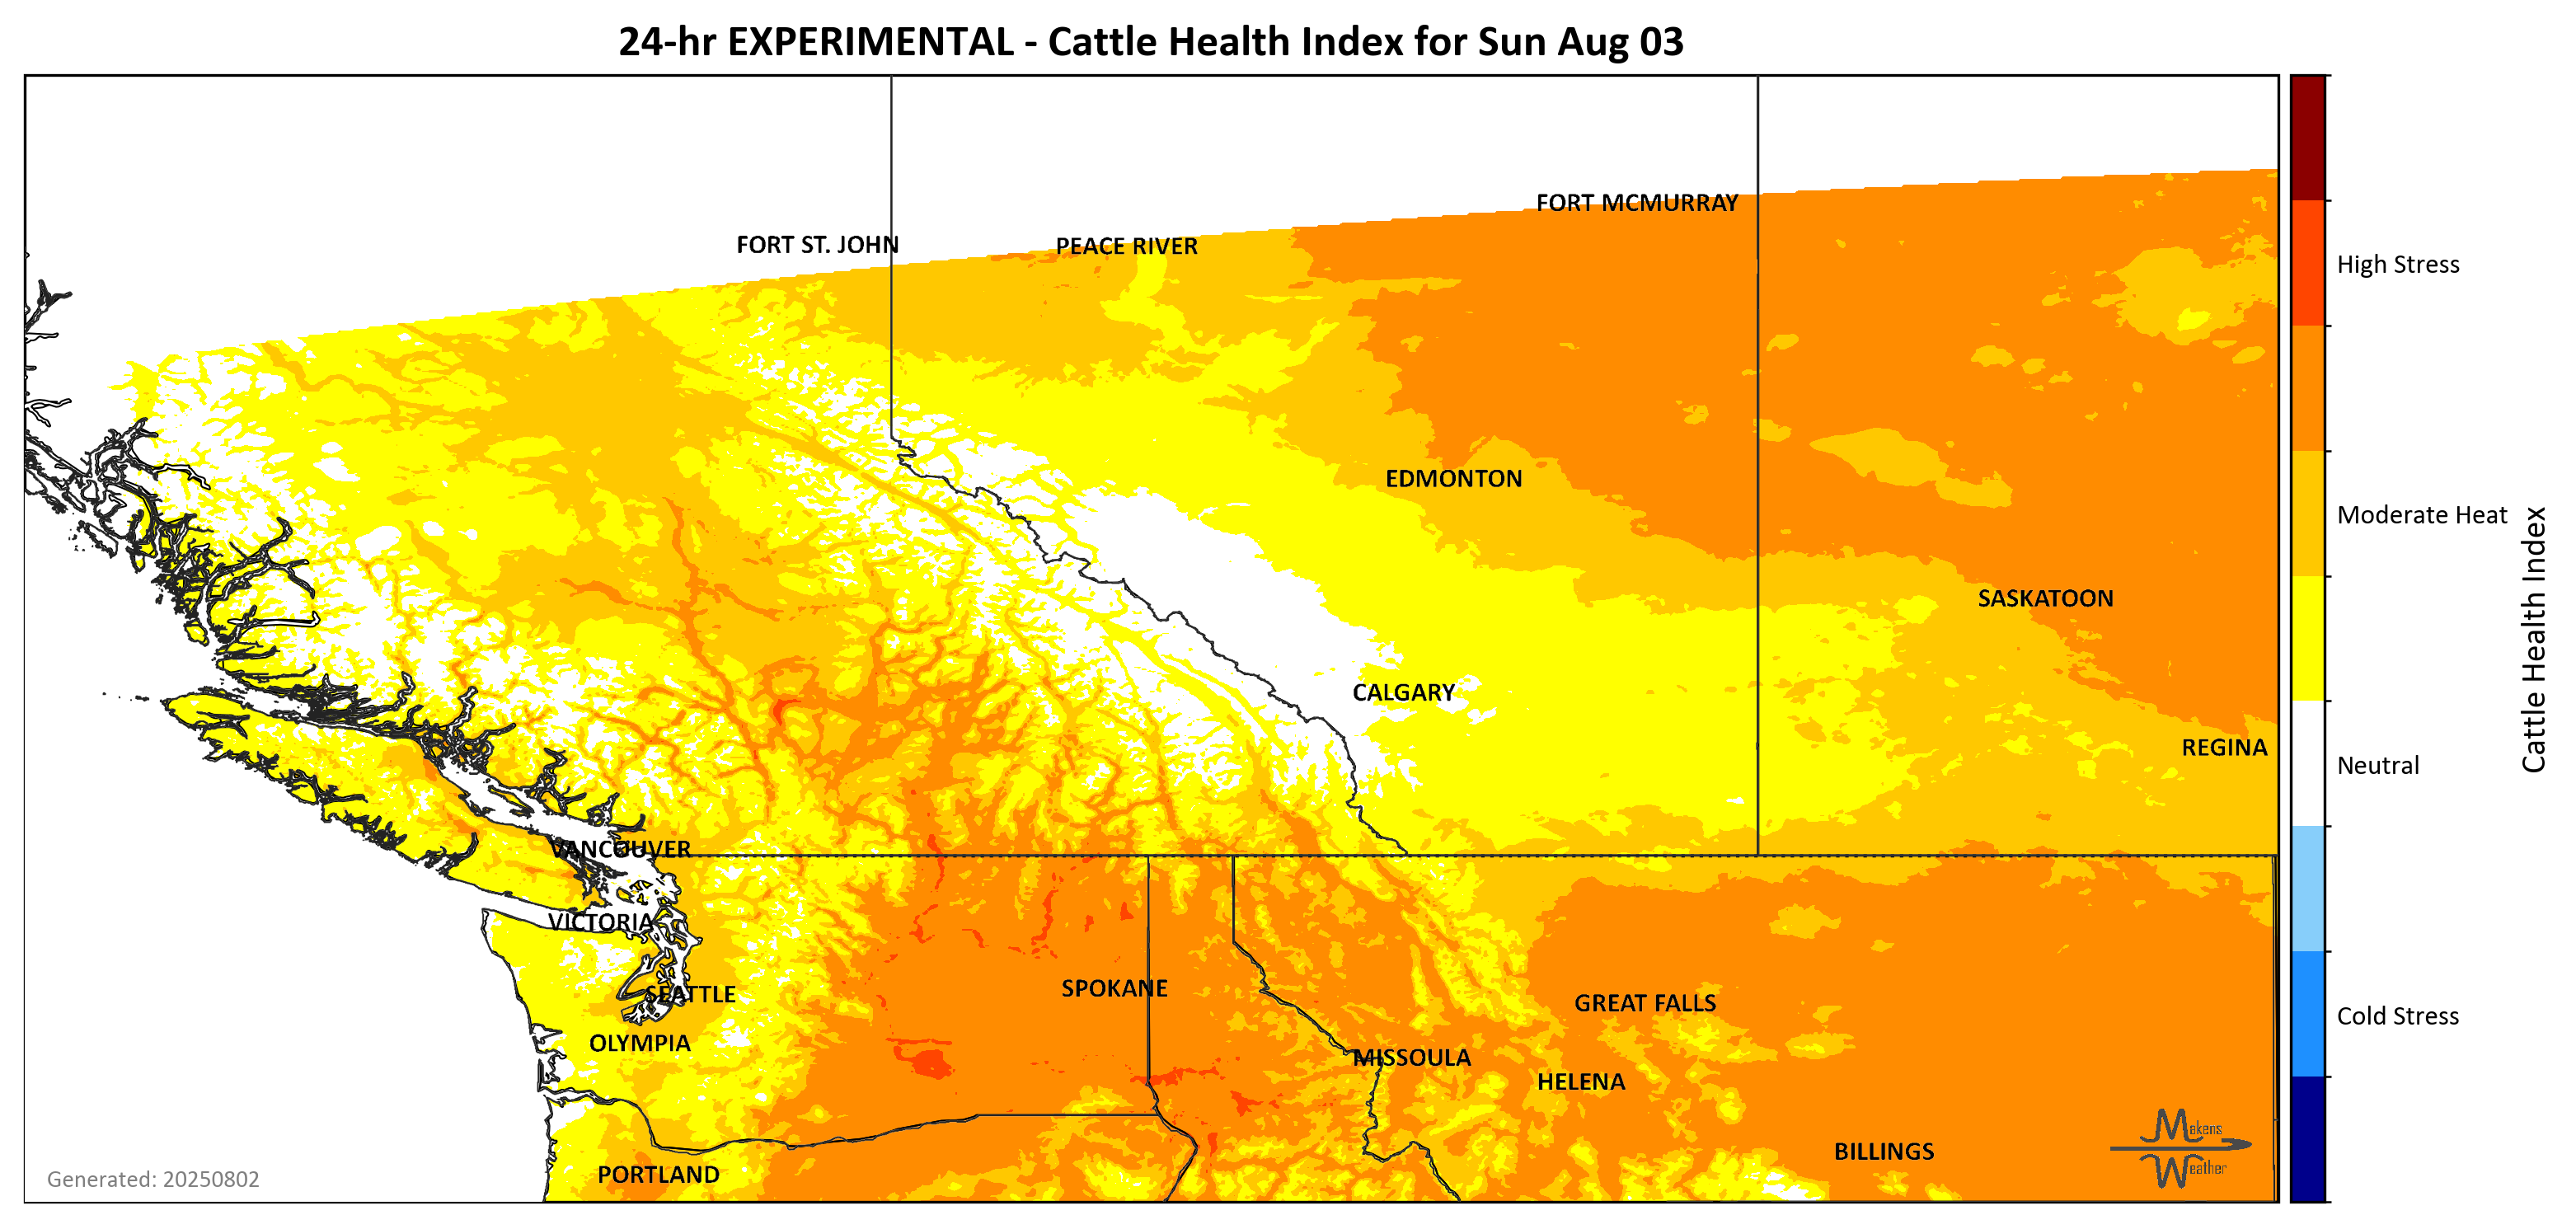 24-hr EXPERIMENTAL - Cattle Health Index for Sun Aug 03
FORT MCMURRAY
FORT ST. JOHN
PEACE RIVER
High Stress
EDMONTON
Moderate Heat
SASKATOON
CALGARY
REGINA
Neutral
Cattle Health Index
VANCOUVER
VICTORIA
SPOKANE
SEATTLE
GREAT FALLS
Cold Stress
OLYMPIA
MISSOULA
HELENA
BILLINGS
Makens
Weather
PORTLAND
Generated: 20250802